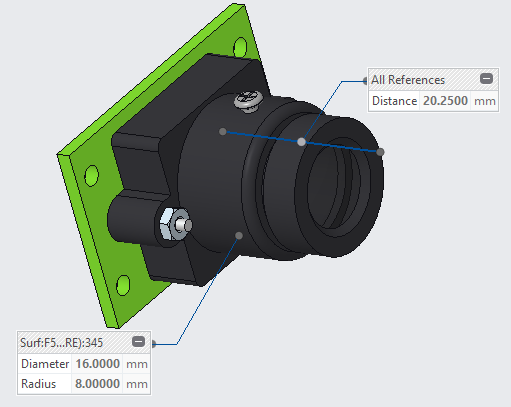 All References
Distance 20.2500 mm
Surf:F5...RE):345
Diameter 16.0000 mm
Radius 8.00000 mm